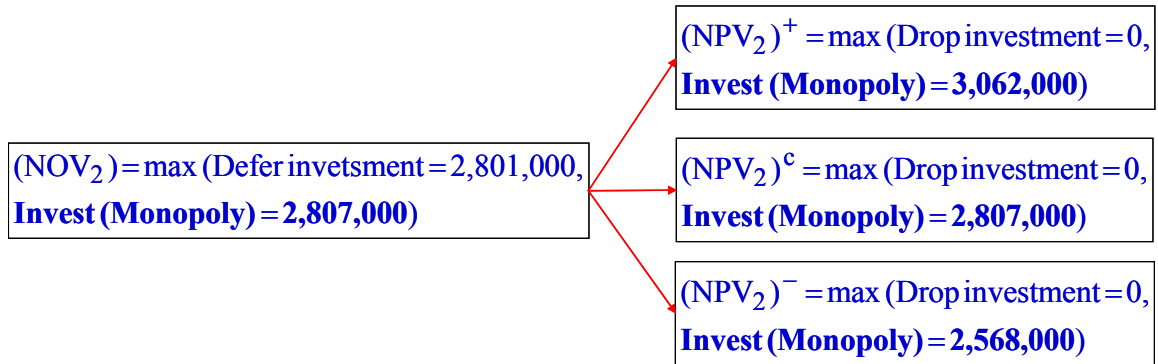 (NPV₂)⁺ = max (Drop investment = 0,
Invest (Monopoly) = 3,062,000)
(NOV₂) = max (Defer invetsment = 2,801,000,
Invest (Monopoly) = 2,807,000)
(NPV₂)ᶜ = max (Drop investment = 0,
Invest (Monopoly) = 2,807,000)
(NPV₂)⁻ = max (Drop investment = 0,
Invest (Monopoly) = 2,568,000)